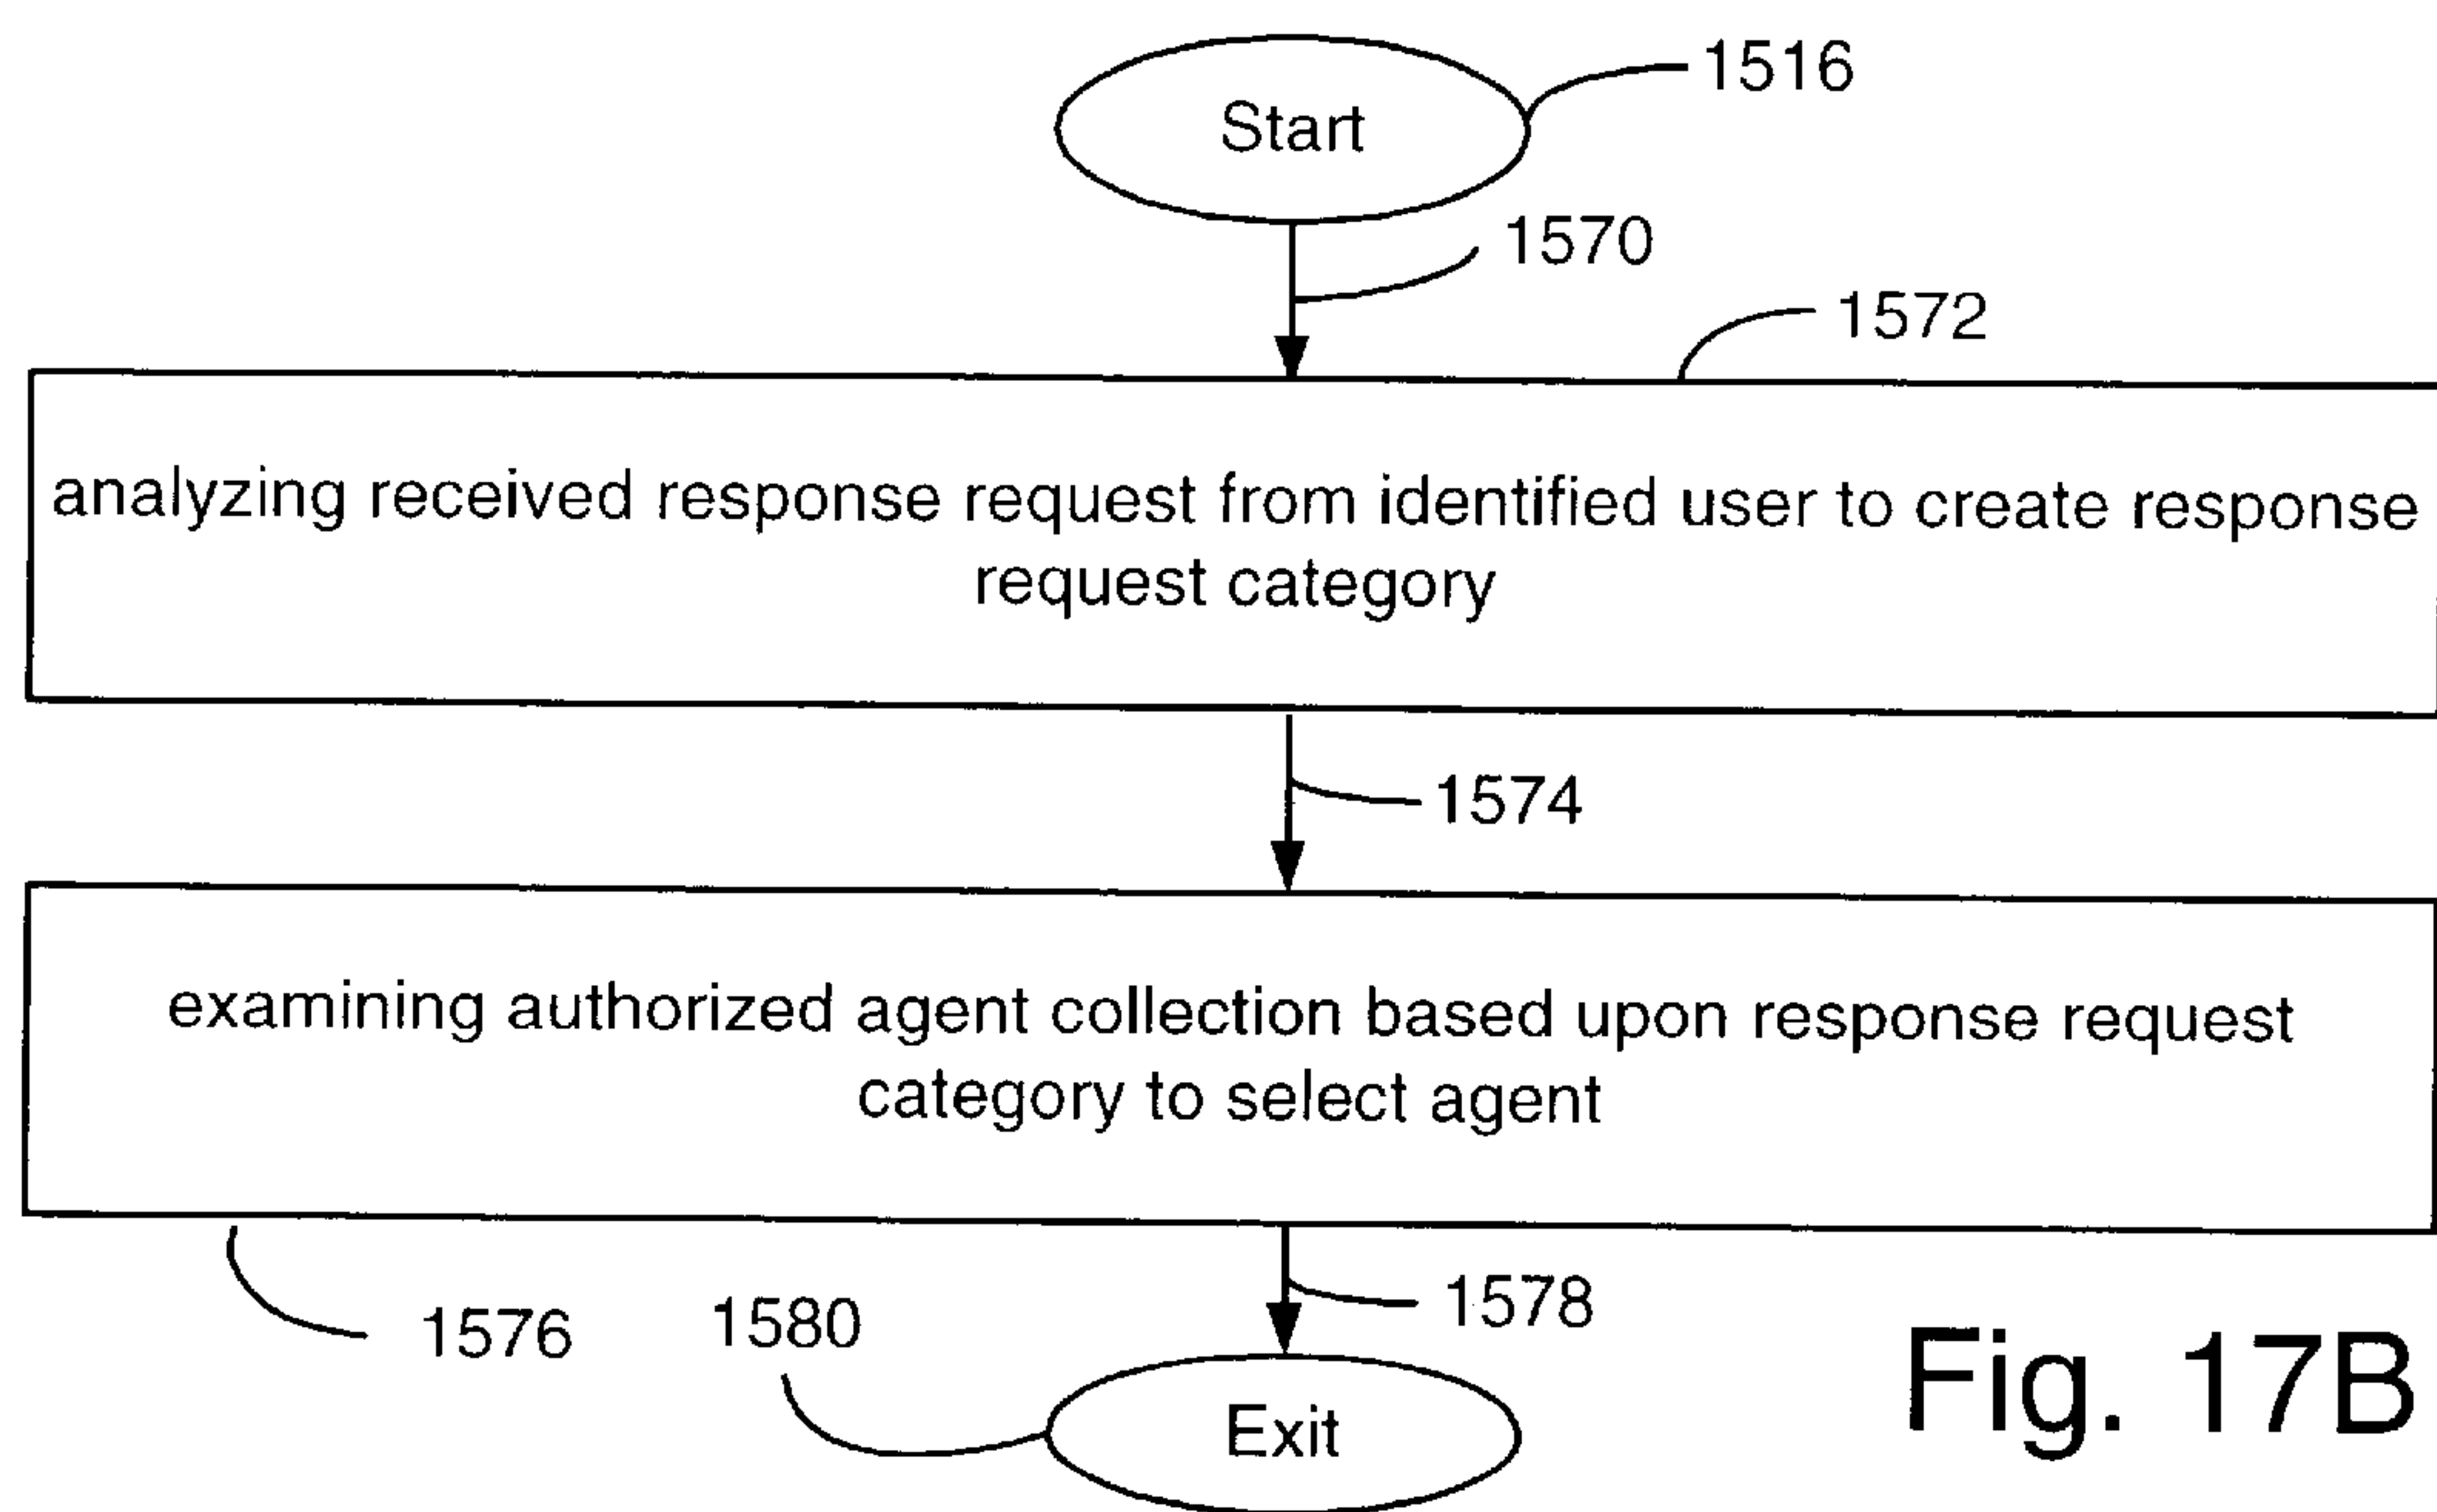 Start
1516
1570
1572
analyzing received response request from identified user to create response
request category
1574
examining authorized agent collection based upon response request
category to select agent
1576
1580
1578
Exit
Fig. 17B